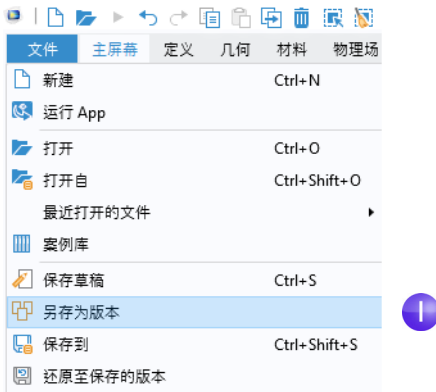 文件 主屏幕 定义 几何 材料 物理场
新建 Ctrl+N
运行 App
打开 Ctrl+O
打开自 Ctrl+Shift+O
最近打开的文件
案例库
保存草稿 Ctrl+S
另存为版本
保存到 Ctrl+Shift+S
还原至保存的版本
1